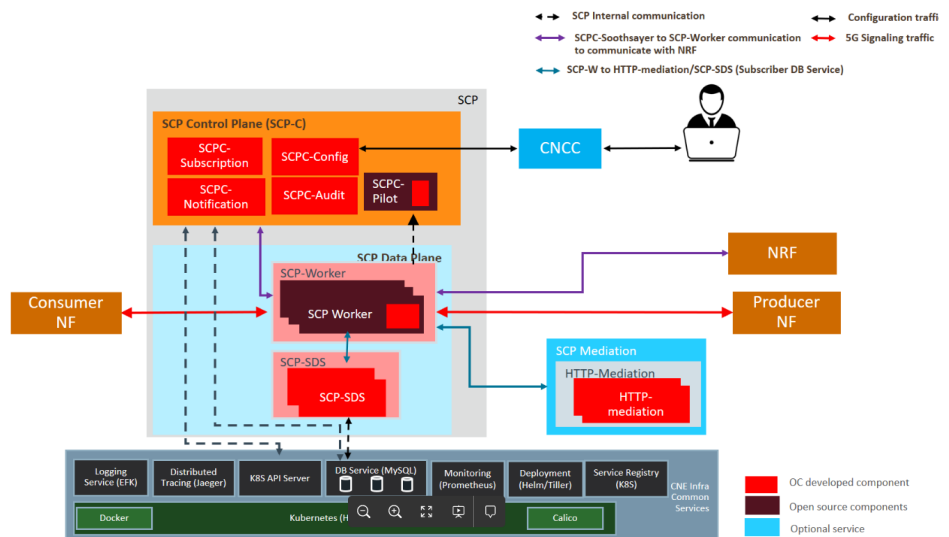 SCP Internal communication
Configuration traffi
SCPC-Soothsayer to SCP-Worker communication
to communicate with NRF
5G Signaling traffic
SCP-W to HTTP-mediation/SCP-SDS (Subscriber DB Service)
SCP
SCP Control Plane (SCP-C)
SCPC-
Subscription
SCPC-Config
CNCC
SCPC-
Notification
SCPC-Audit
SCPC-
Pilot
SCP Data Plane
SCP-Worker
NRF
Consumer
NF
SCP Worker
Producer
NF
SCP-SDS
SCP-SDS
SCP Mediation
HTTP-Mediation
HTTP-
mediation
Logging
Service (EFK)
Distributed
Tracing (Jaeger)
K8S API Server
DB Service (MySQL)
Monitoring
(Prometheus)
Deployment
(Helm/Tiller)
Service Registry
(K8S)
CNE Infra
Common
Services
Docker
Kubernetes (H
Calico
OC developed component
Open source components
Optional service